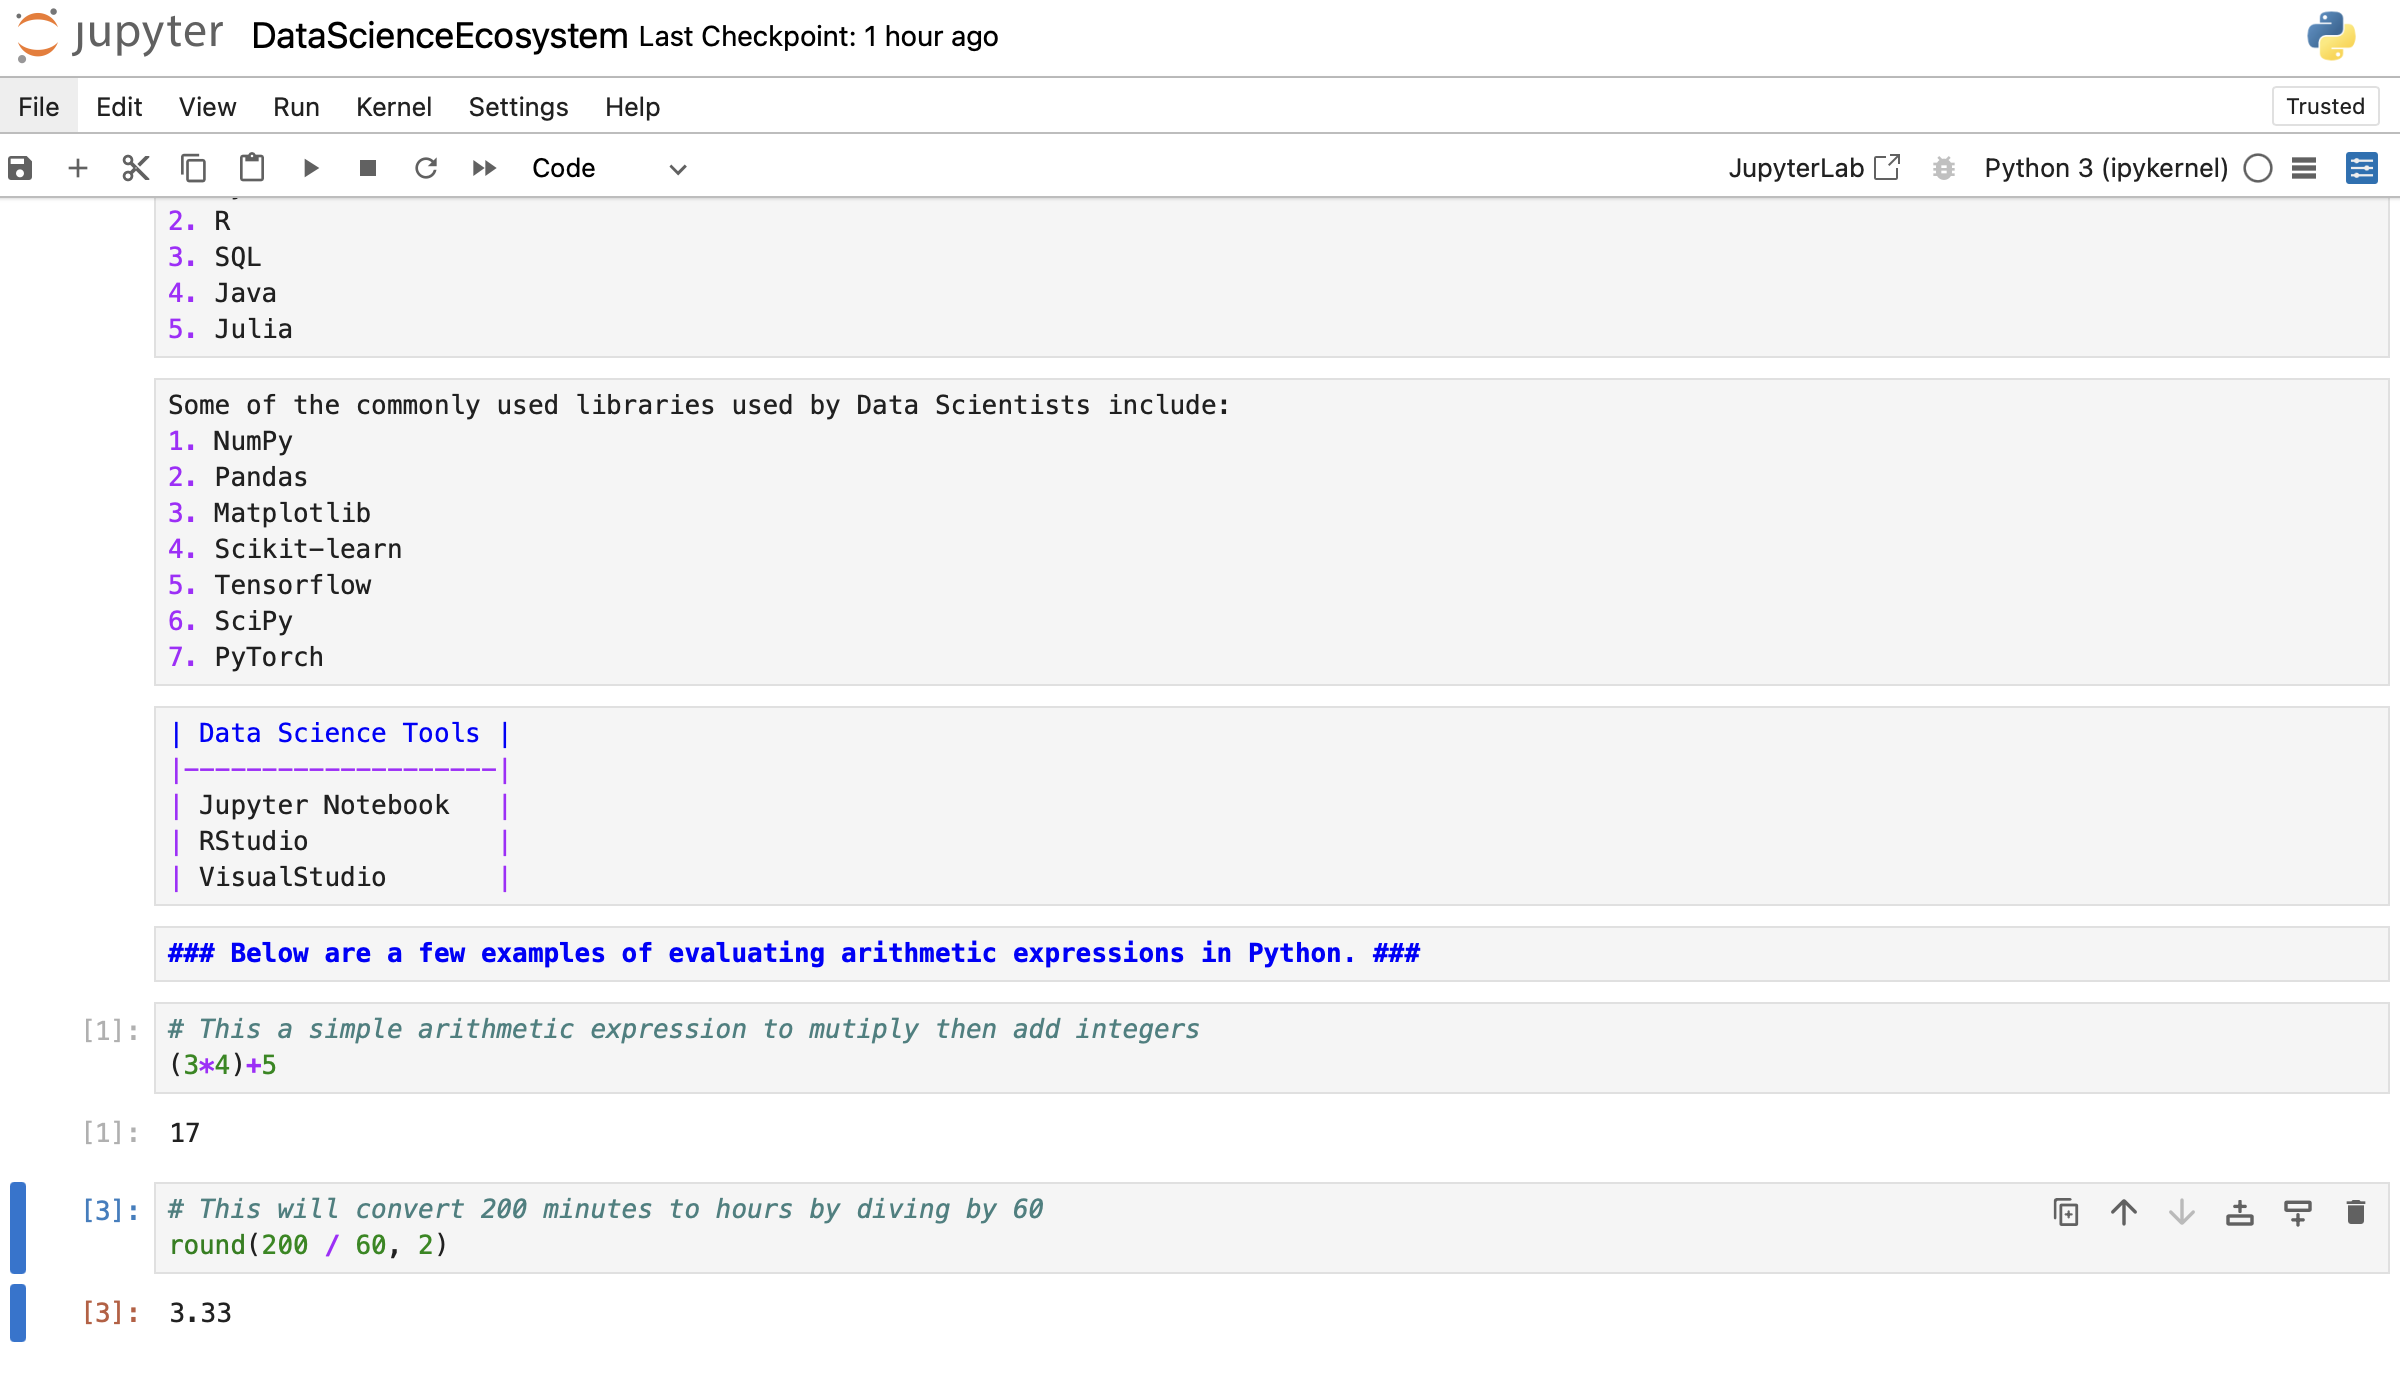 jupyter DataScienceEcosystem Last Checkpoint: 1 hour ago
File Edit View Run Kernel Settings Help Trusted
Code JupyterLab Python 3 (ipykernel)
2. R
3. SQL
4. Java
5. Julia
Some of the commonly used libraries used by Data Scientists include:
1. NumPy
2. Pandas
3. Matplotlib
4. Scikit-learn
5. Tensorflow
6. SciPy
7. PyTorch
| Data Science Tools |
|--------------------|
| Jupyter Notebook   |
| RStudio            |
| VisualStudio       |
### Below are a few examples of evaluating arithmetic expressions in Python. ###
[1]: # This a simple arithmetic expression to mutiply then add integers
(3*4)+5
[1]: 17
[3]: # This will convert 200 minutes to hours by diving by 60
round(200 / 60, 2)
[3]: 3.33